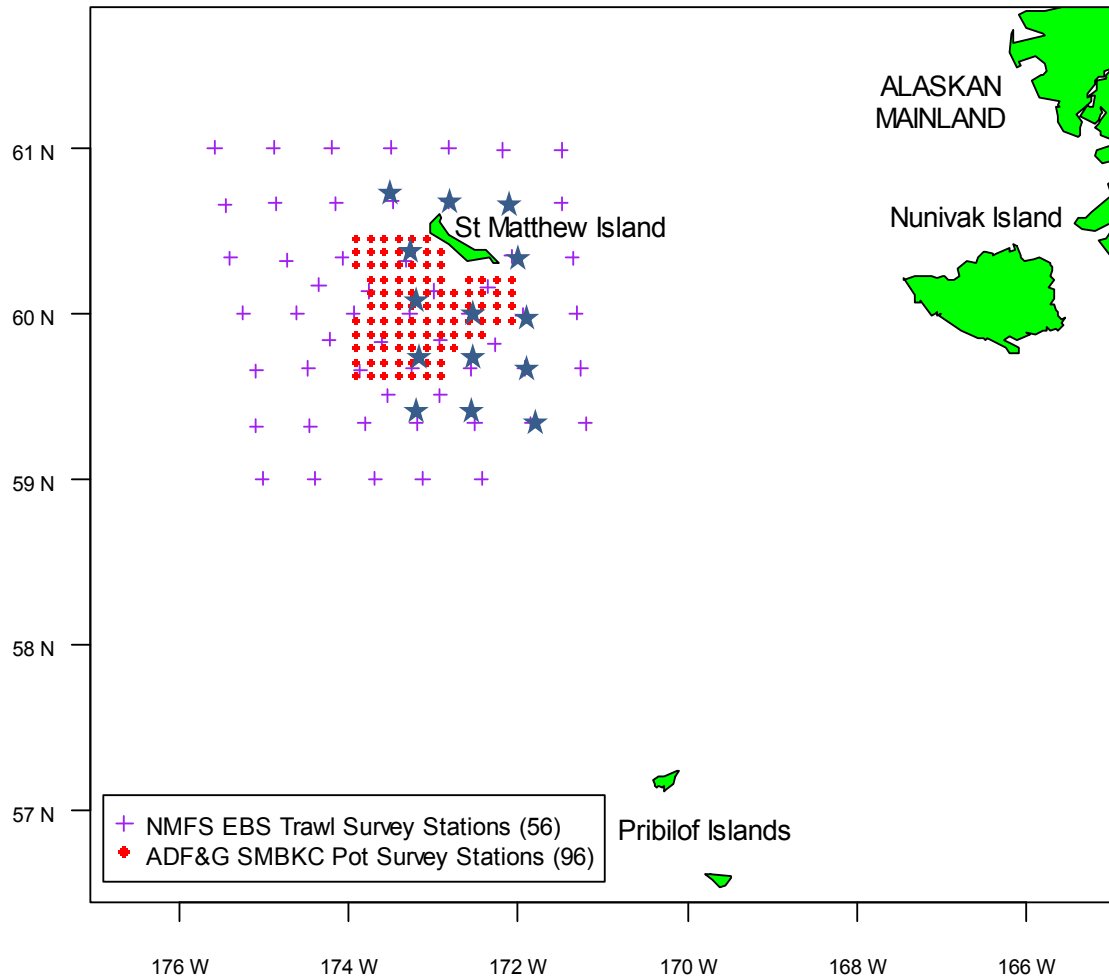 ALASKAN
MAINLAND
61 N
Nunivak Island
St Matthew Island
60 N
59 N
58 N
57 N
NMFS EBS Trawl Survey Stations (56)
Pribilof Islands
ADF&G SMBKC Pot Survey Stations (96)
176 W
174 W
172 W
170 W
168 W
166 W